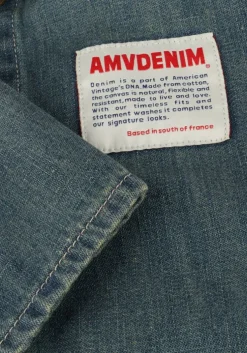 AMVDENIM®
Denim is a part of American
Vintage's DNA. Made from cotton,
the canvas is natural, flexible and
resistant, made to live and love.
With our timeless fits and
statement washes it completes
our signature looks.
Based in south of france